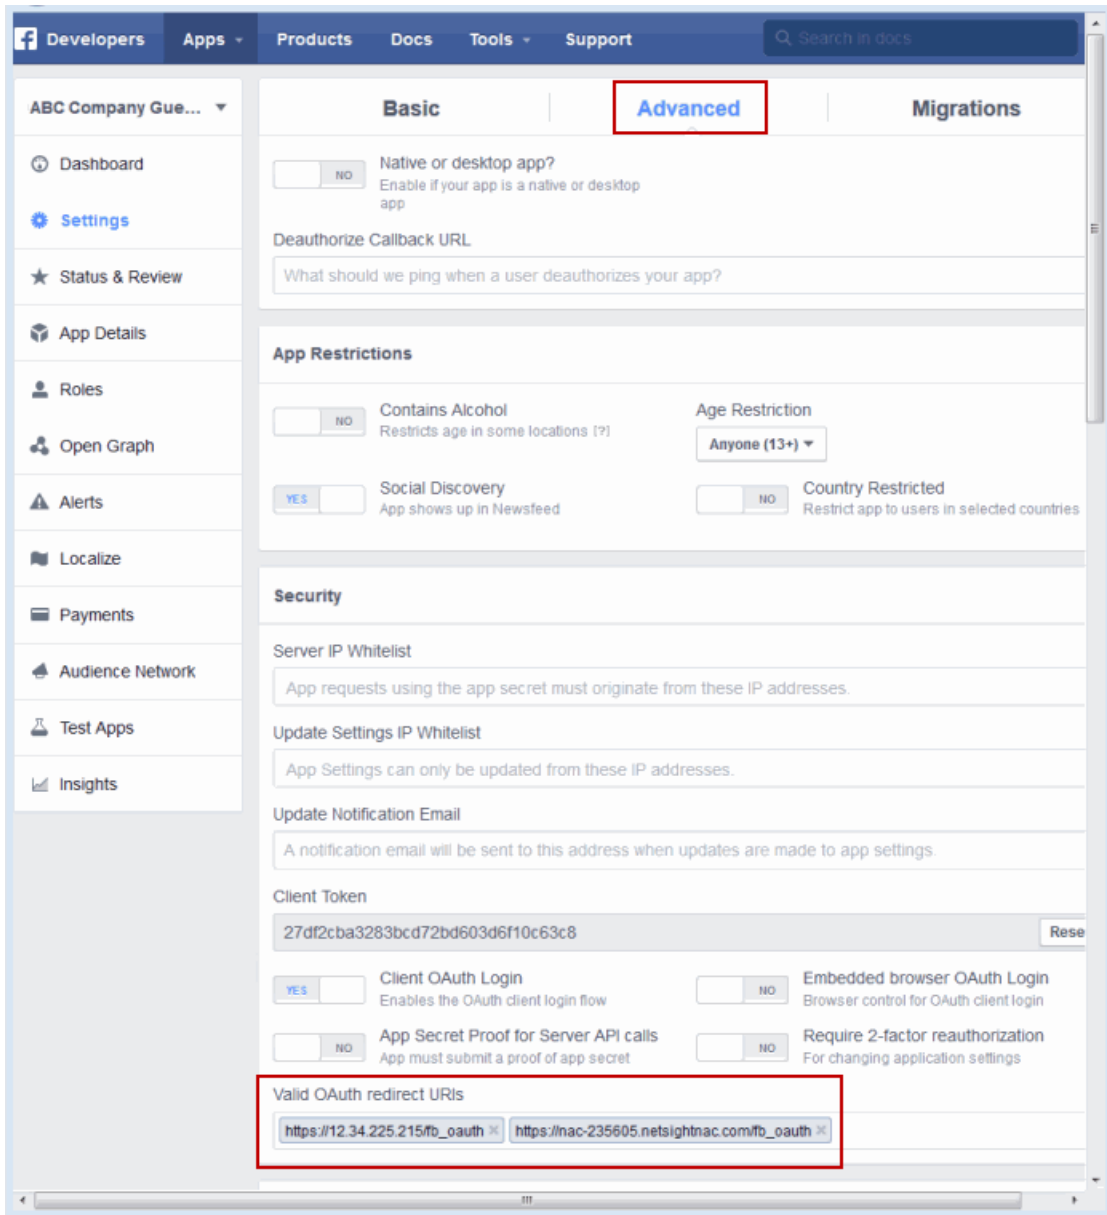 Developers Apps Products Docs Tools Support Search in docs
ABC Company Gue...
Dashboard
Settings
Status & Review
App Details
Roles
Open Graph
Alerts
Localize
Payments
Audience Network
Test Apps
Insights
Basic Advanced Migrations
NO Native or desktop app?
Enable if your app is a native or desktop
app
Deauthorize Callback URL
What should we ping when a user deauthorizes your app?
App Restrictions
NO Contains Alcohol
Restricts age in some locations [?]
Age Restriction
Anyone (13+)
YES Social Discovery
App shows up in Newsfeed
NO Country Restricted
Restrict app to users in selected countries
Security
Server IP Whitelist
App requests using the app secret must originate from these IP addresses.
Update Settings IP Whitelist
App Settings can only be updated from these IP addresses.
Update Notification Email
A notification email will be sent to this address when updates are made to app settings.
Client Token
27df2cba3283bcd72bd603d6f10c63c8 Rese
YES Client OAuth Login
Enables the OAuth client login flow
NO Embedded browser OAuth Login
Browser control for OAuth client login
NO App Secret Proof for Server API calls
App must submit a proof of app secret
NO Require 2-factor reauthorization
For changing application settings
Valid OAuth redirect URIs
https://12.34.225.215/fb_oauth × https://nac-235605.netsightnac.com/fb_oauth ×